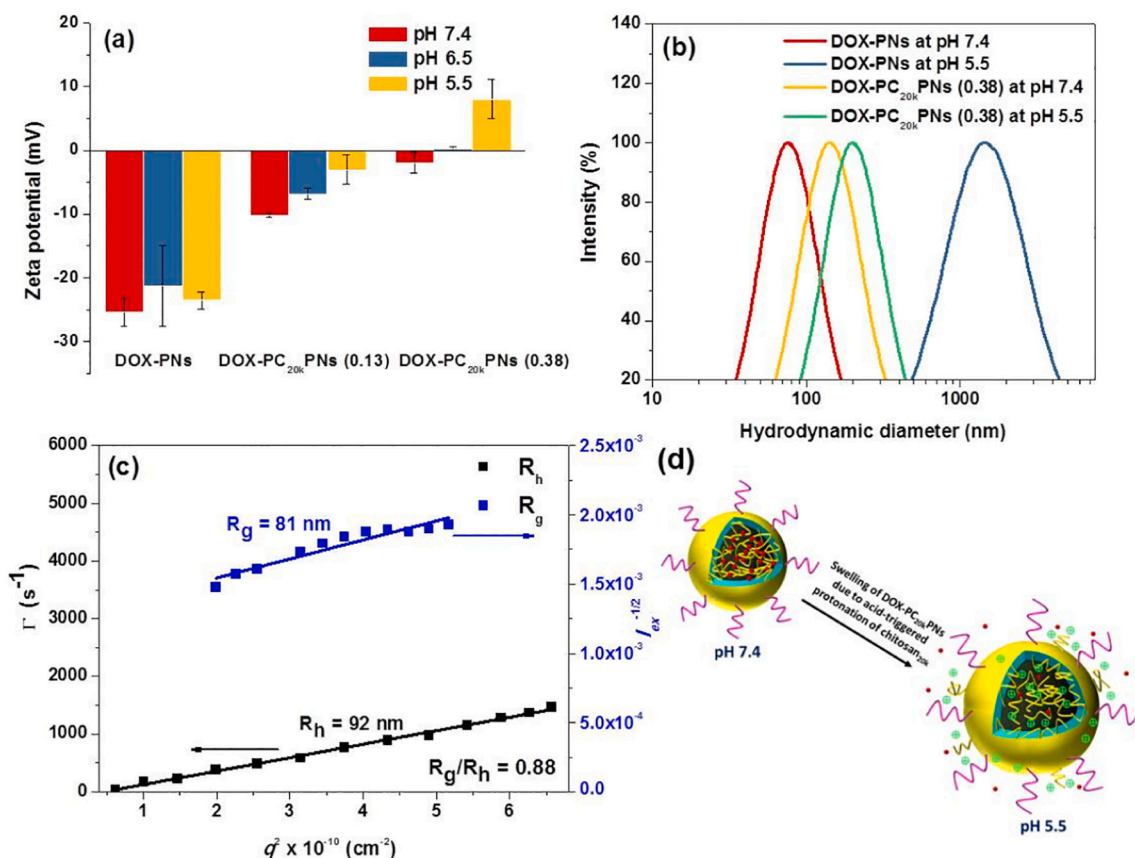 (a)
pH 7.4
pH 6.5
pH 5.5
20
10
0
-10
-20
-30
Zeta potential (mV)
DOX-PNs
DOX-PC20kPNs (0.13)
DOX-PC20kPNs (0.38)
(b)
DOX-PNs at pH 7.4
DOX-PNs at pH 5.5
DOX-PC20kPNs (0.38) at pH 7.4
DOX-PC20kPNs (0.38) at pH 5.5
140
120
100
80
60
40
20
Intensity (%)
10
100
1000
Hydrodynamic diameter (nm)
(c)
Rh
Rg
6000
5000
4000
3000
2000
1000
0
Γ (s-1)
Rg = 81 nm
Rh = 92 nm
Rg/Rh = 0.88
2.5x10-3
2.0x10-3
1.5x10-3
1.0x10-3
5.0x10-4
0.0
Iex-1/2
1
2
3
4
5
6
q2 x 10-10 (cm-2)
(d)
pH 7.4
Swelling of DOX-PC20kPNs
due to acid-triggered
protonation of chitosan20k
pH 5.5